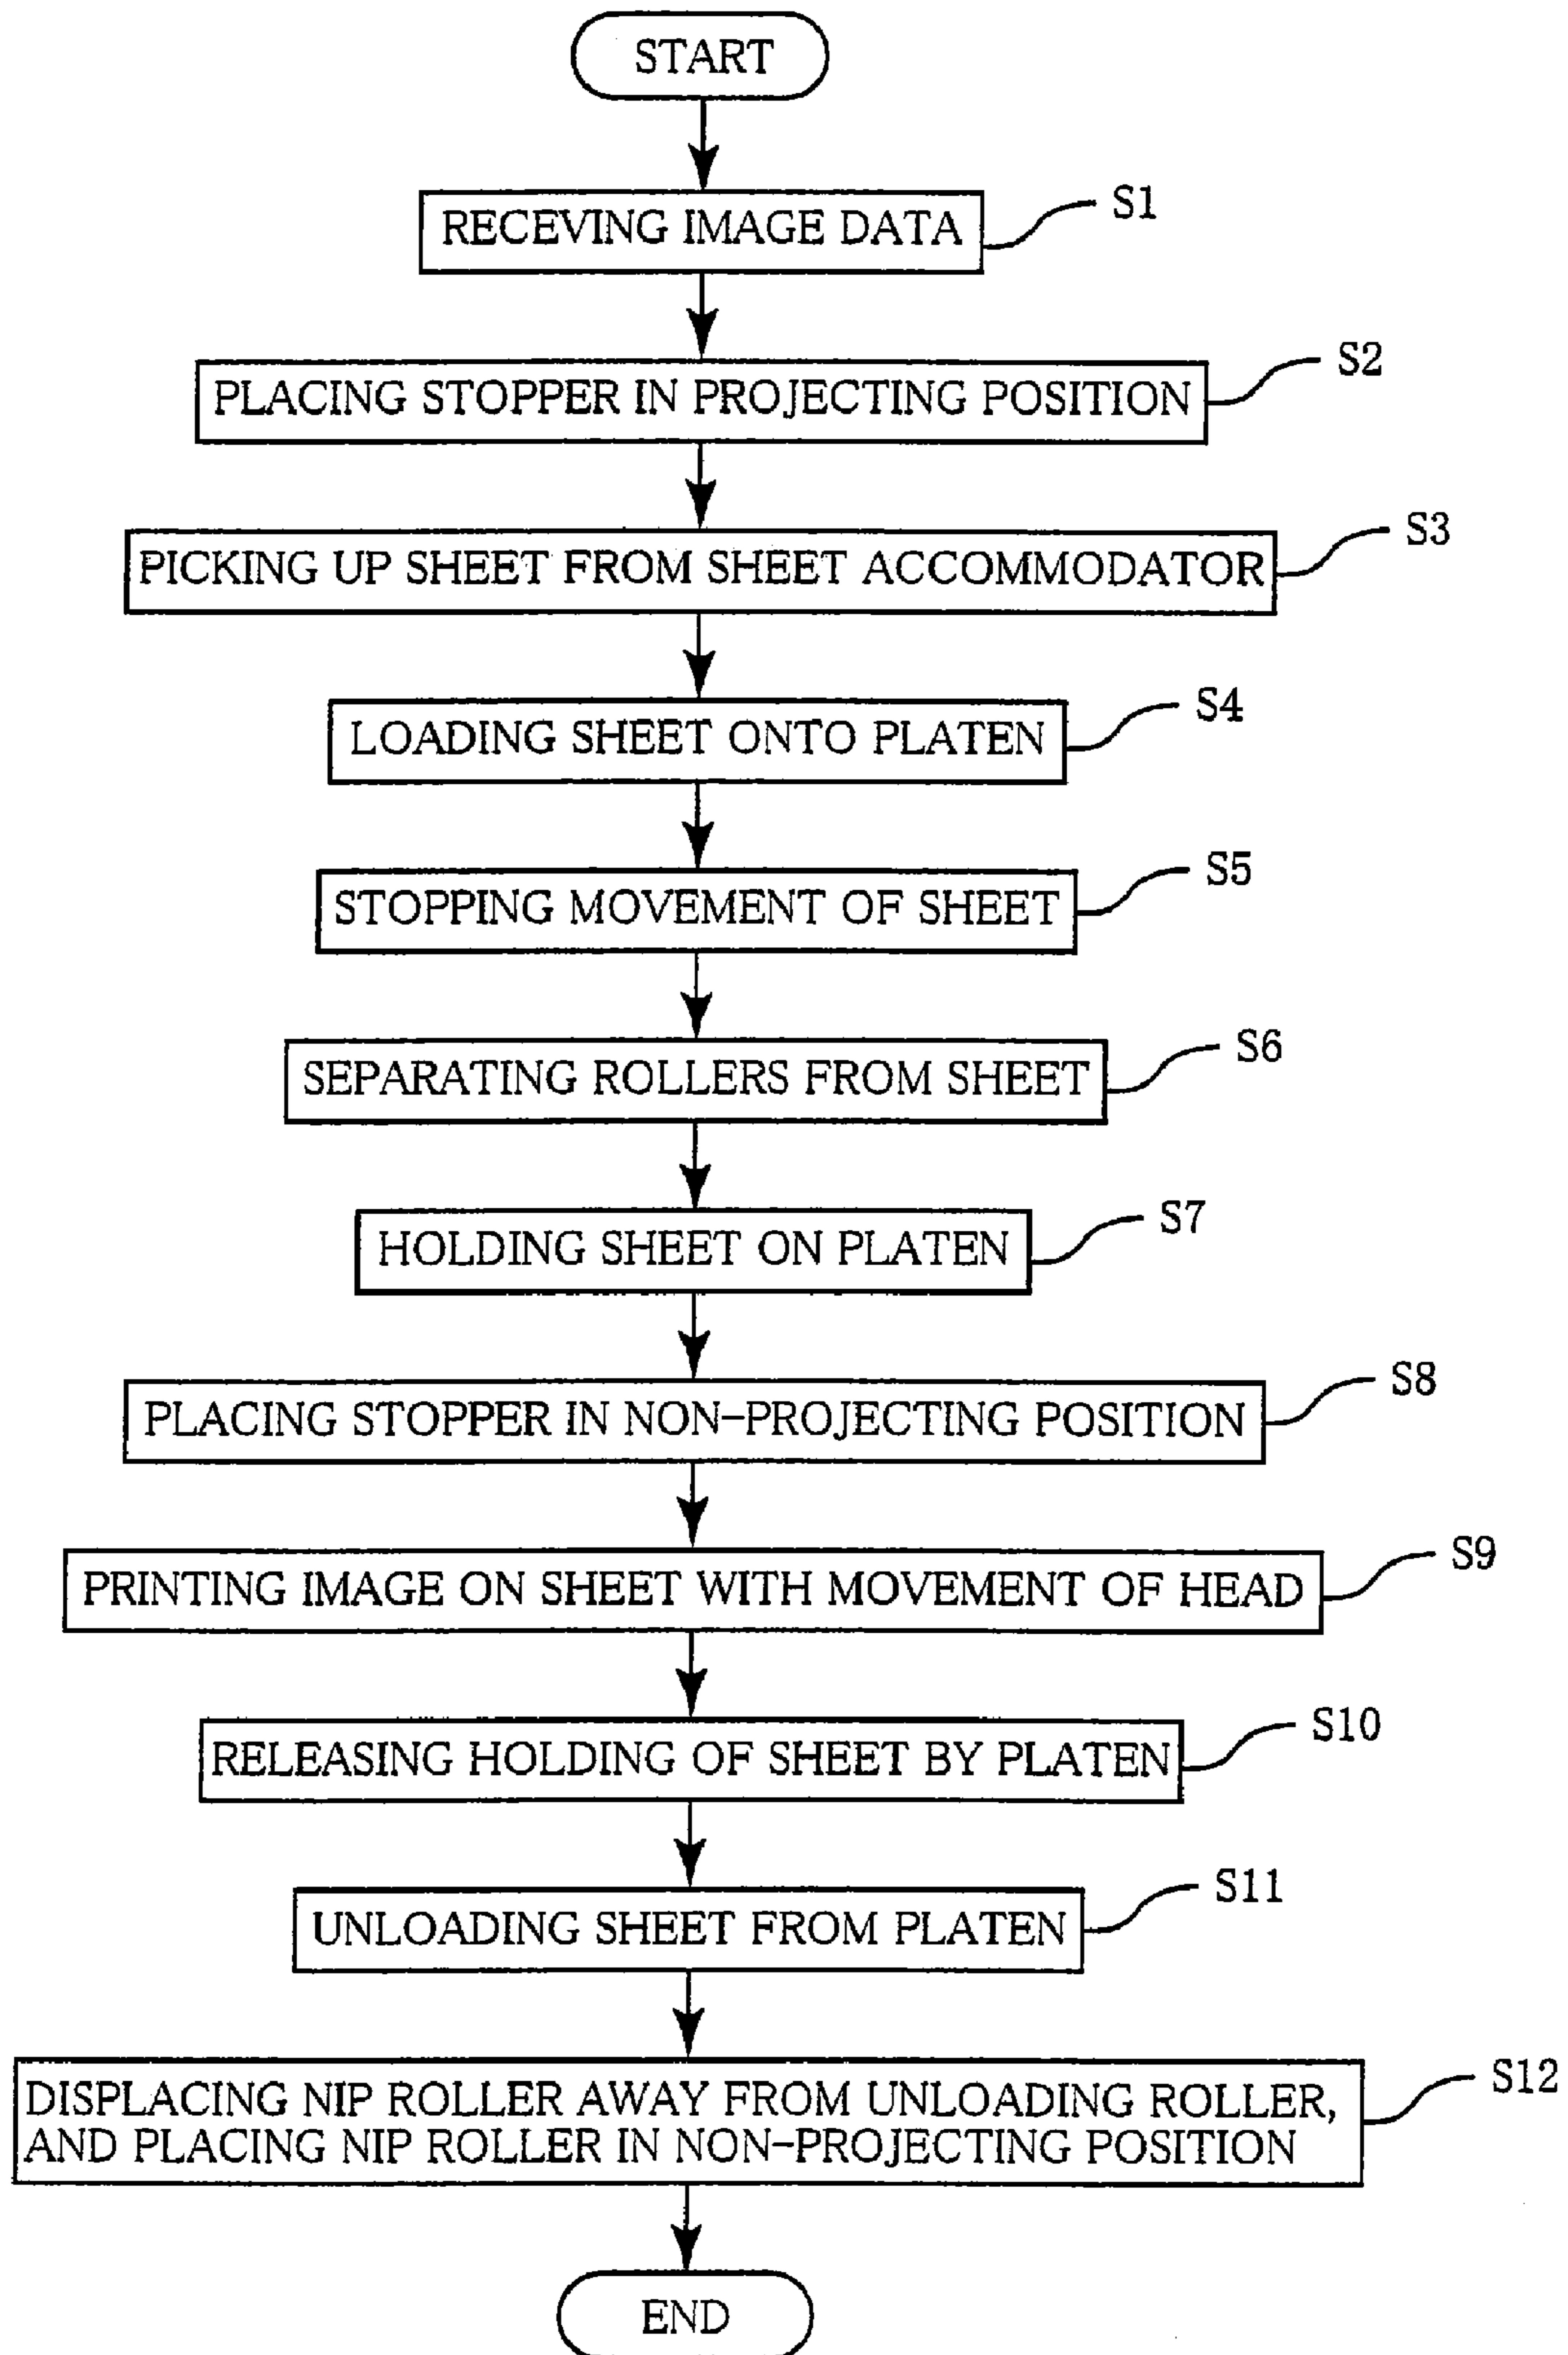 START
RECEVING IMAGE DATA
S1
PLACING STOPPER IN PROJECTING POSITION
S2
PICKING UP SHEET FROM SHEET ACCOMMODATOR
S3
LOADING SHEET ONTO PLATEN
S4
STOPPING MOVEMENT OF SHEET
S5
SEPARATING ROLLERS FROM SHEET
S6
HOLDING SHEET ON PLATEN
S7
PLACING STOPPER IN NON-PROJECTING POSITION
S8
PRINTING IMAGE ON SHEET WITH MOVEMENT OF HEAD
S9
RELEASING HOLDING OF SHEET BY PLATEN
S10
UNLOADING SHEET FROM PLATEN
S11
DISPLACING NIP ROLLER AWAY FROM UNLOADING ROLLER,
AND PLACING NIP ROLLER IN NON-PROJECTING POSITION
S12
END